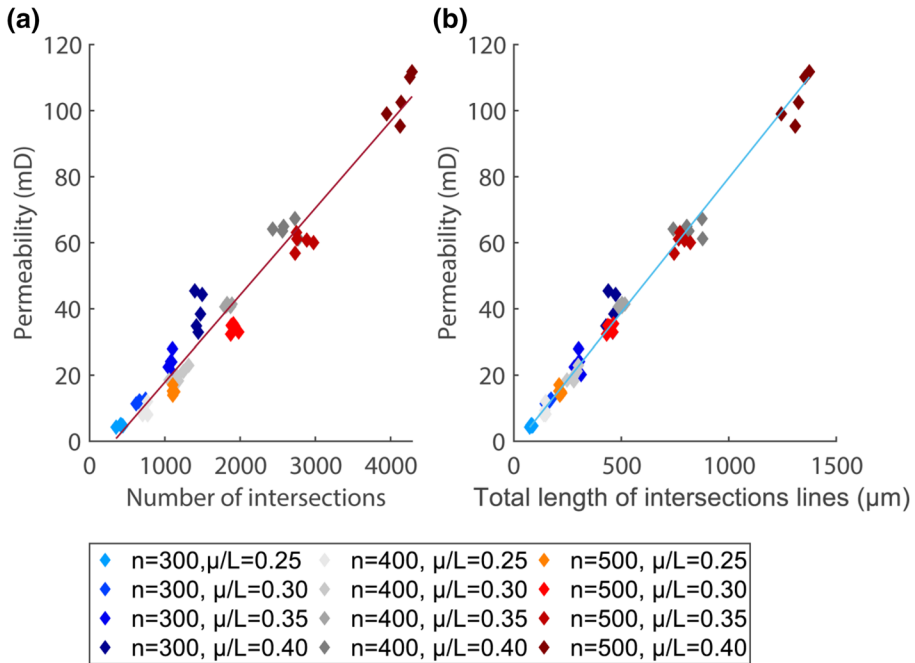 (a)
(b)
Permeability (mD)
120
100
80
60
40
20
0
0 1000 2000 3000 4000
Number of intersections
Permeability (mD)
120
100
80
60
40
20
0
0 500 1000 1500
Total length of intersections lines (μm)
n=300,μ/L=0.25 n=400, μ/L=0.25 n=500, μ/L=0.25
n=300, μ/L=0.30 n=400, μ/L=0.30 n=500, μ/L=0.30
n=300, μ/L=0.35 n=400, μ/L=0.35 n=500, μ/L=0.35
n=300, μ/L=0.40 n=400, μ/L=0.40 n=500, μ/L=0.40